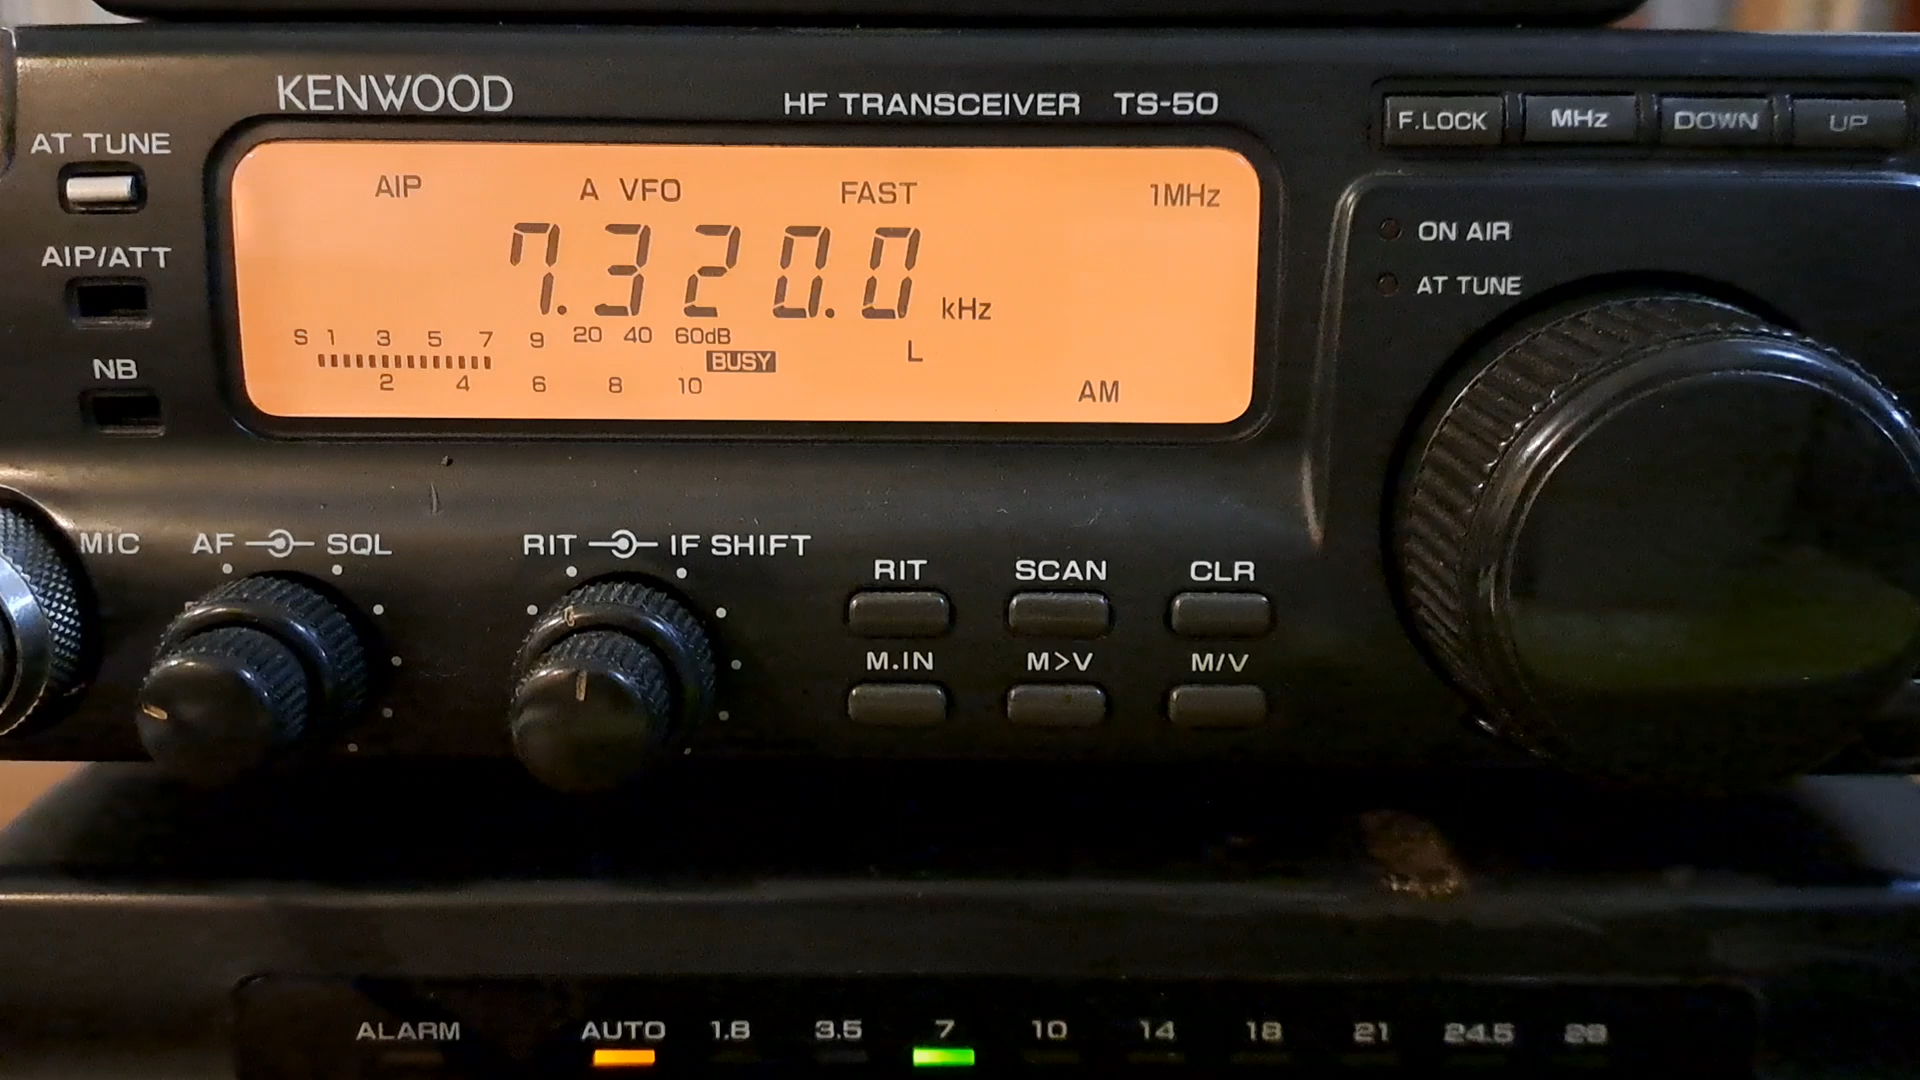 KENWOOD
HF TRANSCEIVER TS-50
F.LOCK MHz DOWN UP
AT TUNE
AIP A VFO FAST 1MHz
ON AIR
AIP/ATT
7.320.0 kHz
AT TUNE
S 1 3 5 7 9 20 40 60dB
BUSY L
NB
2 4 6 8 10
AM
MIC AF SQL RIT IF SHIFT
RIT SCAN CLR
M.IN M>V M/V
ALARM AUTO 1.8 3.5 7 10 14 18 21 24.5 28